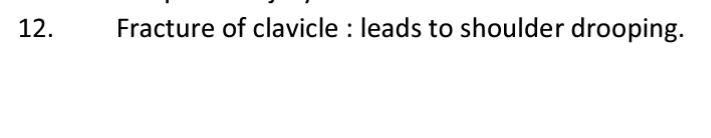 12. Fracture of clavicle : leads to shoulder drooping.